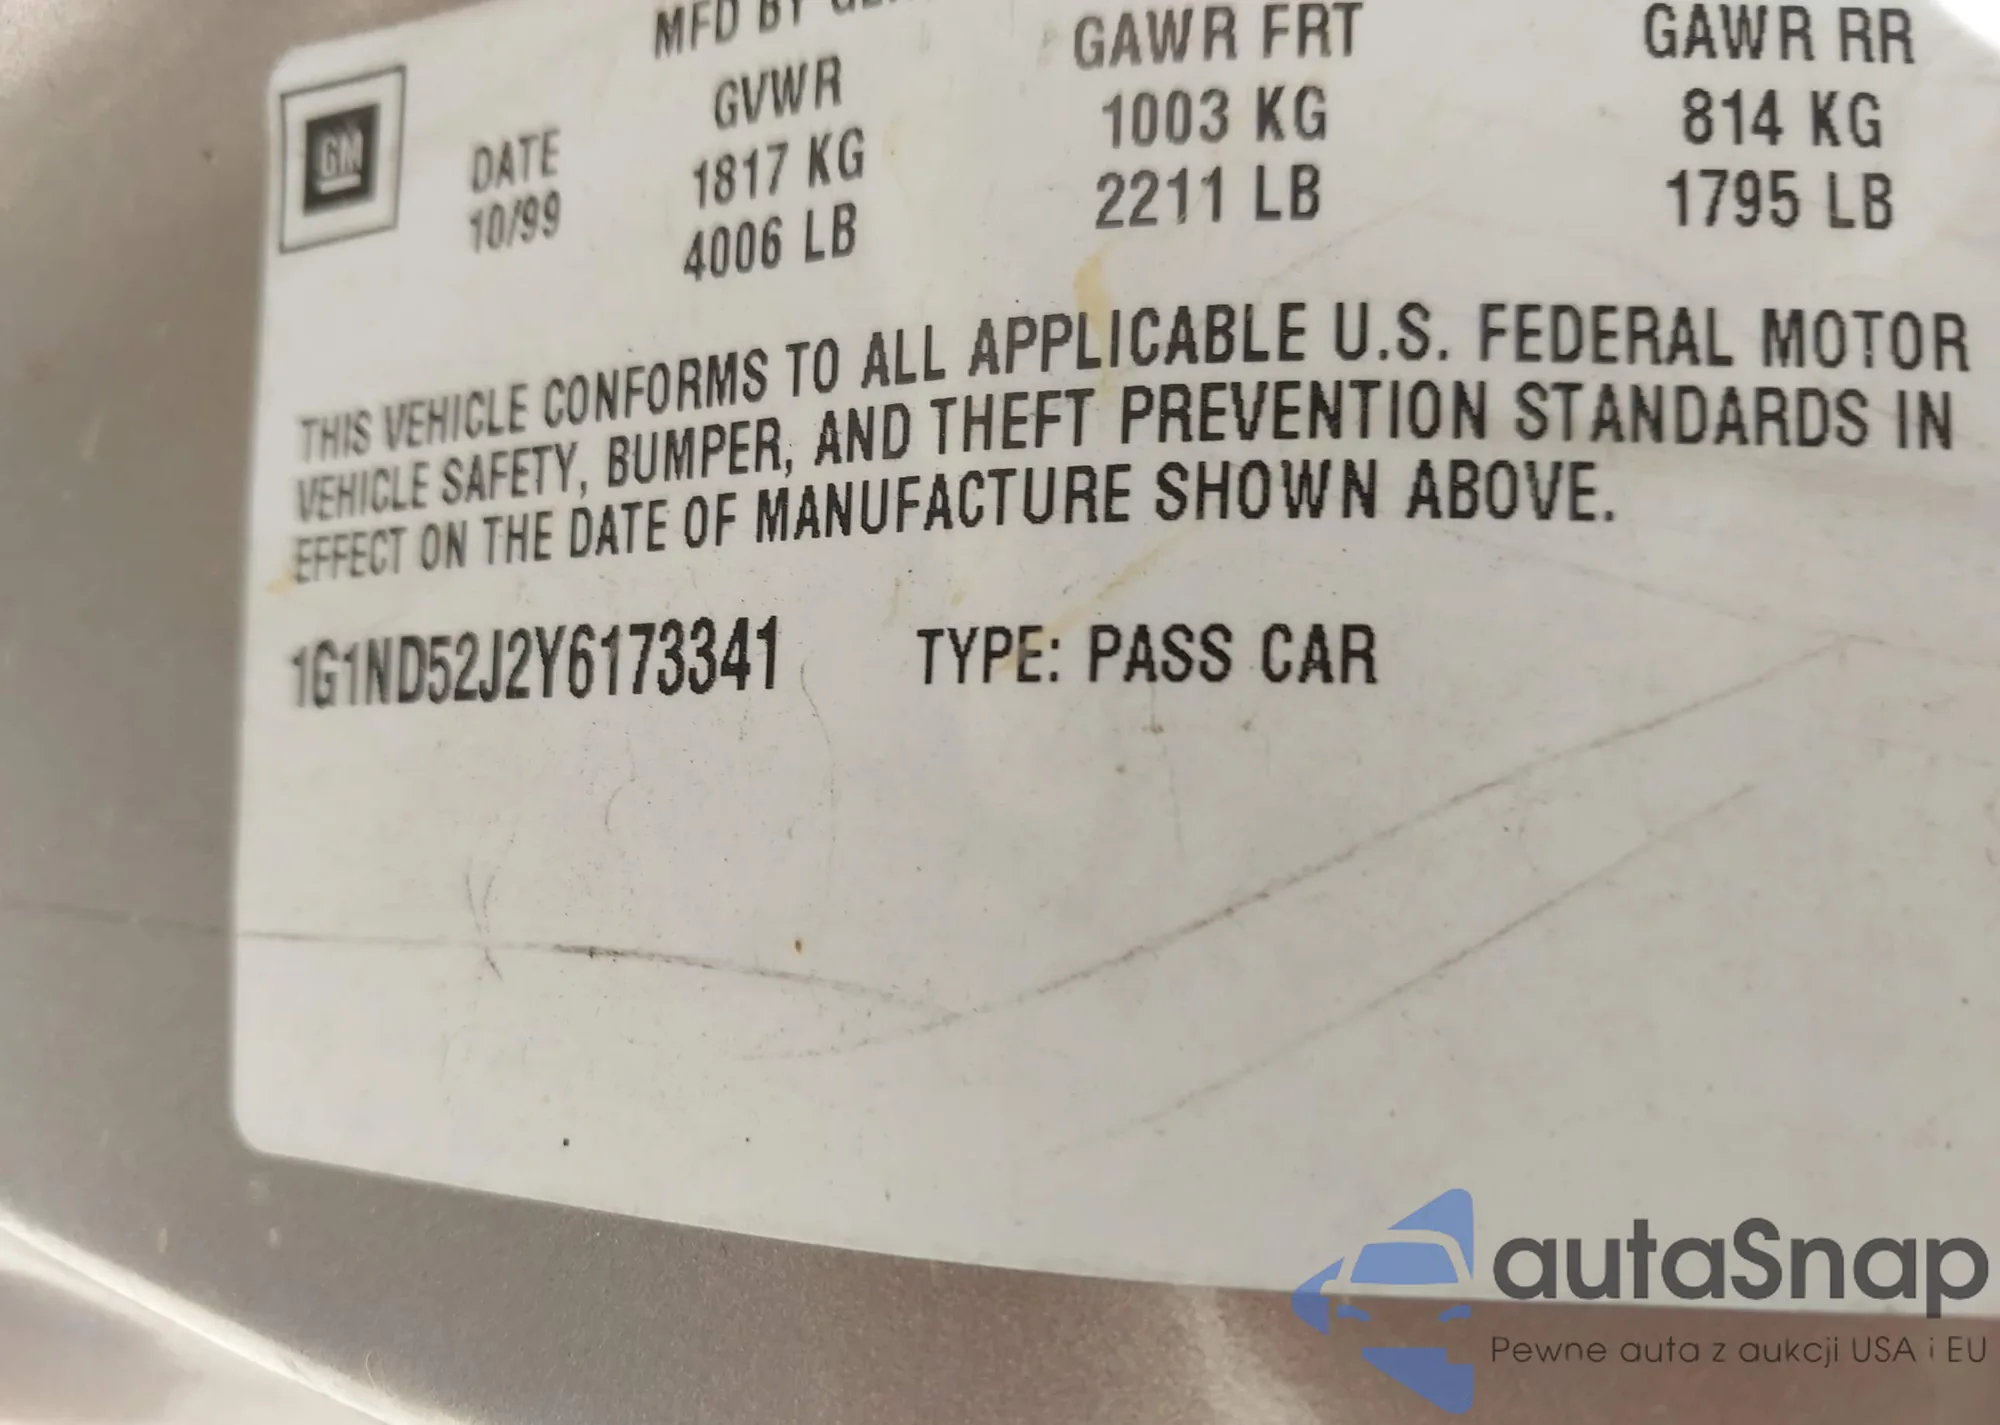 MFD BY
GVWR GAWR FRT GAWR RR
GM DATE 1817 KG 1003 KG 814 KG
10/99 4006 LB 2211 LB 1795 LB
THIS VEHICLE CONFORMS TO ALL APPLICABLE U.S. FEDERAL MOTOR
VEHICLE SAFETY, BUMPER, AND THEFT PREVENTION STANDARDS IN
EFFECT ON THE DATE OF MANUFACTURE SHOWN ABOVE.
1G1ND52J2Y6173341 TYPE: PASS CAR
autaSnap
Pewne auta z aukcji USA i EU